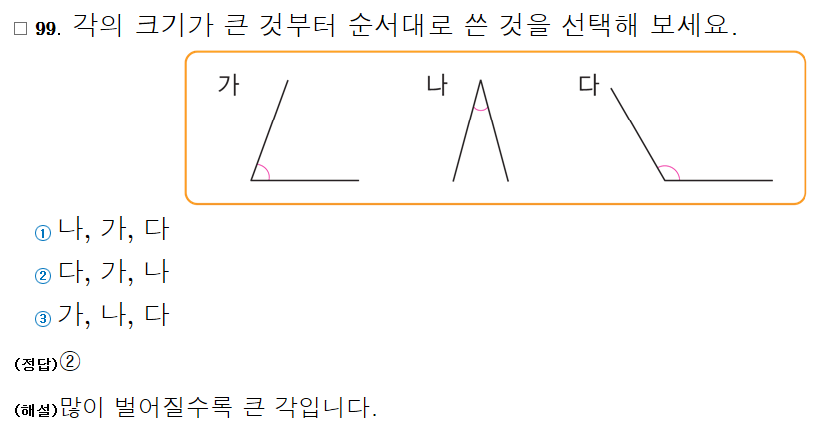 □ 99. 각의 크기가 큰 것부터 순서대로 쓴 것을 선택해 보세요.
가 나 다
① 나, 가, 다
② 다, 가, 나
③ 가, 나, 다
(정답)②
(해설)많이 벌어질수록 큰 각입니다.